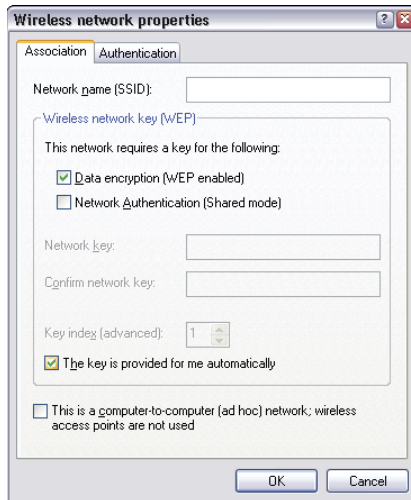 Wireless network properties
Association Authentication
Network name (SSID):
Wireless network key (WEP)
This network requires a key for the following:
Data encryption (WEP enabled)
Network Authentication (Shared mode)
Network key:
Confirm network key:
Key index (advanced): 1
The key is provided for me automatically
This is a computer-to-computer (ad hoc) network; wireless
access points are not used
OK Cancel